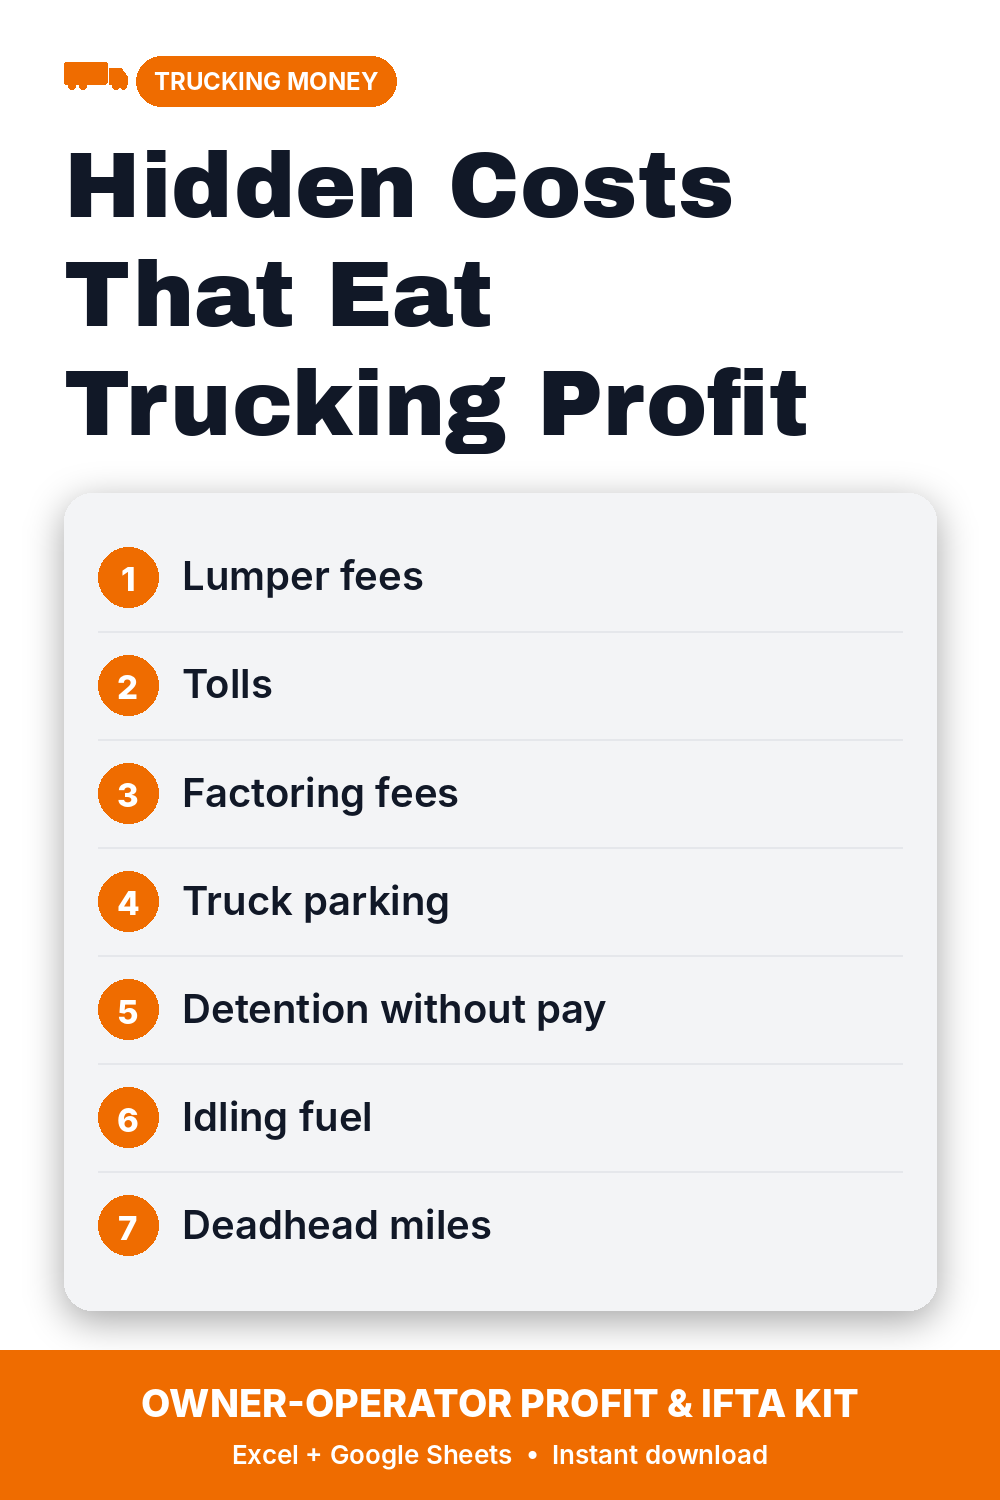 TRUCKING MONEY
Hidden Costs
That Eat
Trucking Profit
1 Lumper fees
2 Tolls
3 Factoring fees
4 Truck parking
5 Detention without pay
6 Idling fuel
7 Deadhead miles
OWNER-OPERATOR PROFIT & IFTA KIT
Excel + Google Sheets • Instant download